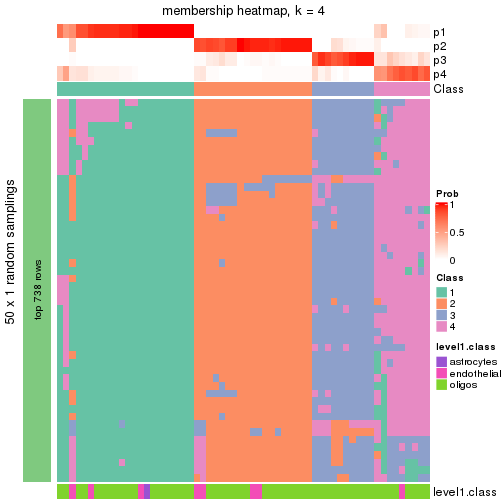 membership heatmap, k = 4
p1
p2
p3
p4
Class
50 x 1 random samplings
top 738 rows
Prob
1
0.5
0
Class
1
2
3
4
level1.class
astrocytes
endothelial
oligos
level1.class